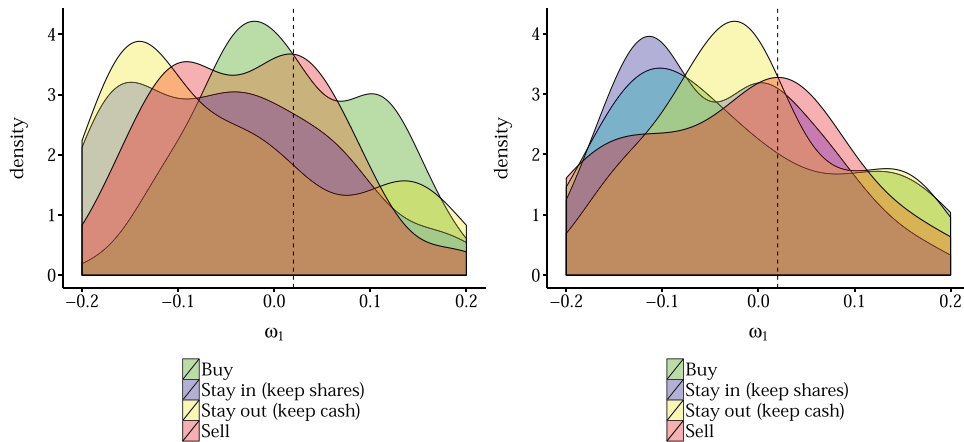 density
4
3
2
1
0
−0.2
−0.1
0.0
0.1
0.2
ω1
Buy
Stay in (keep shares)
Stay out (keep cash)
Sell
density
4
3
2
1
0
−0.2
−0.1
0.0
0.1
0.2
ω1
Buy
Stay in (keep shares)
Stay out (keep cash)
Sell